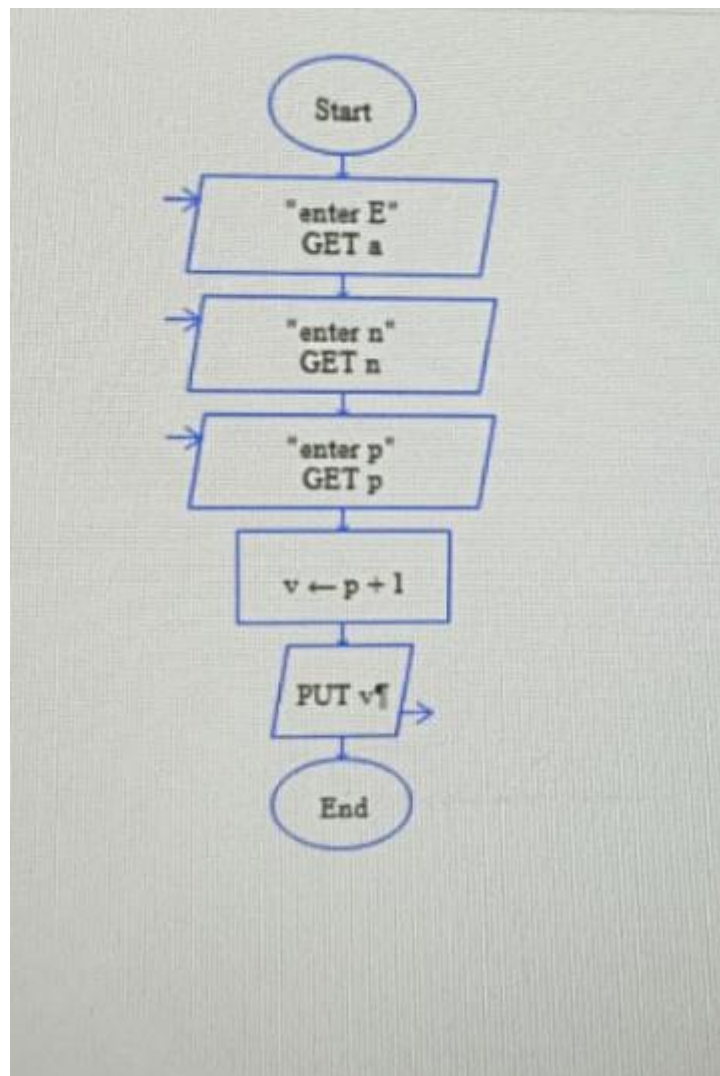 Start
"enter E"
GET a
"enter n"
GET n
"enter p"
GET p
v ← p + 1
PUT v¶
End